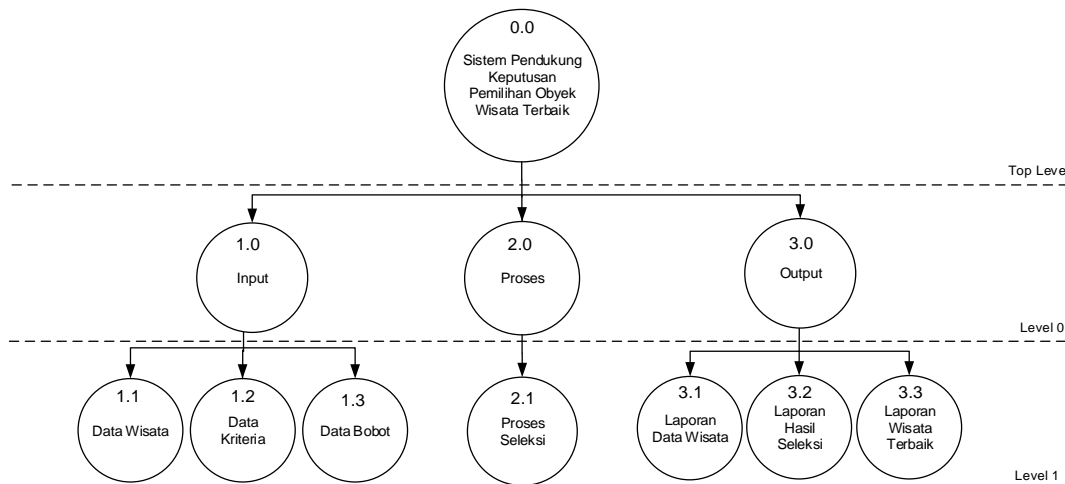 0.0
Sistem Pendukung
Keputusan
Pemilihan Obyek
Wisata Terbaik
Top Leve
1.0
Input
2.0
Proses
3.0
Output
Level 0
1.1
Data Wisata
1.2
Data
Kriteria
1.3
Data Bobot
2.1
Proses
Seleksi
3.1
Laporan
Data Wisata
3.2
Laporan
Hasil
Seleksi
3.3
Laporan
Wisata
Terbaik
Level 1